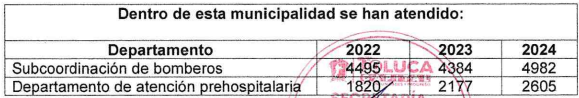 Dentro de esta municipalidad se han atendido:
Departamento 2022 2023 2024
Subcoordinación de bomberos 4495 4384 4982
Departamento de atención prehospitalaria 1820 2177 2605
TOLUCA